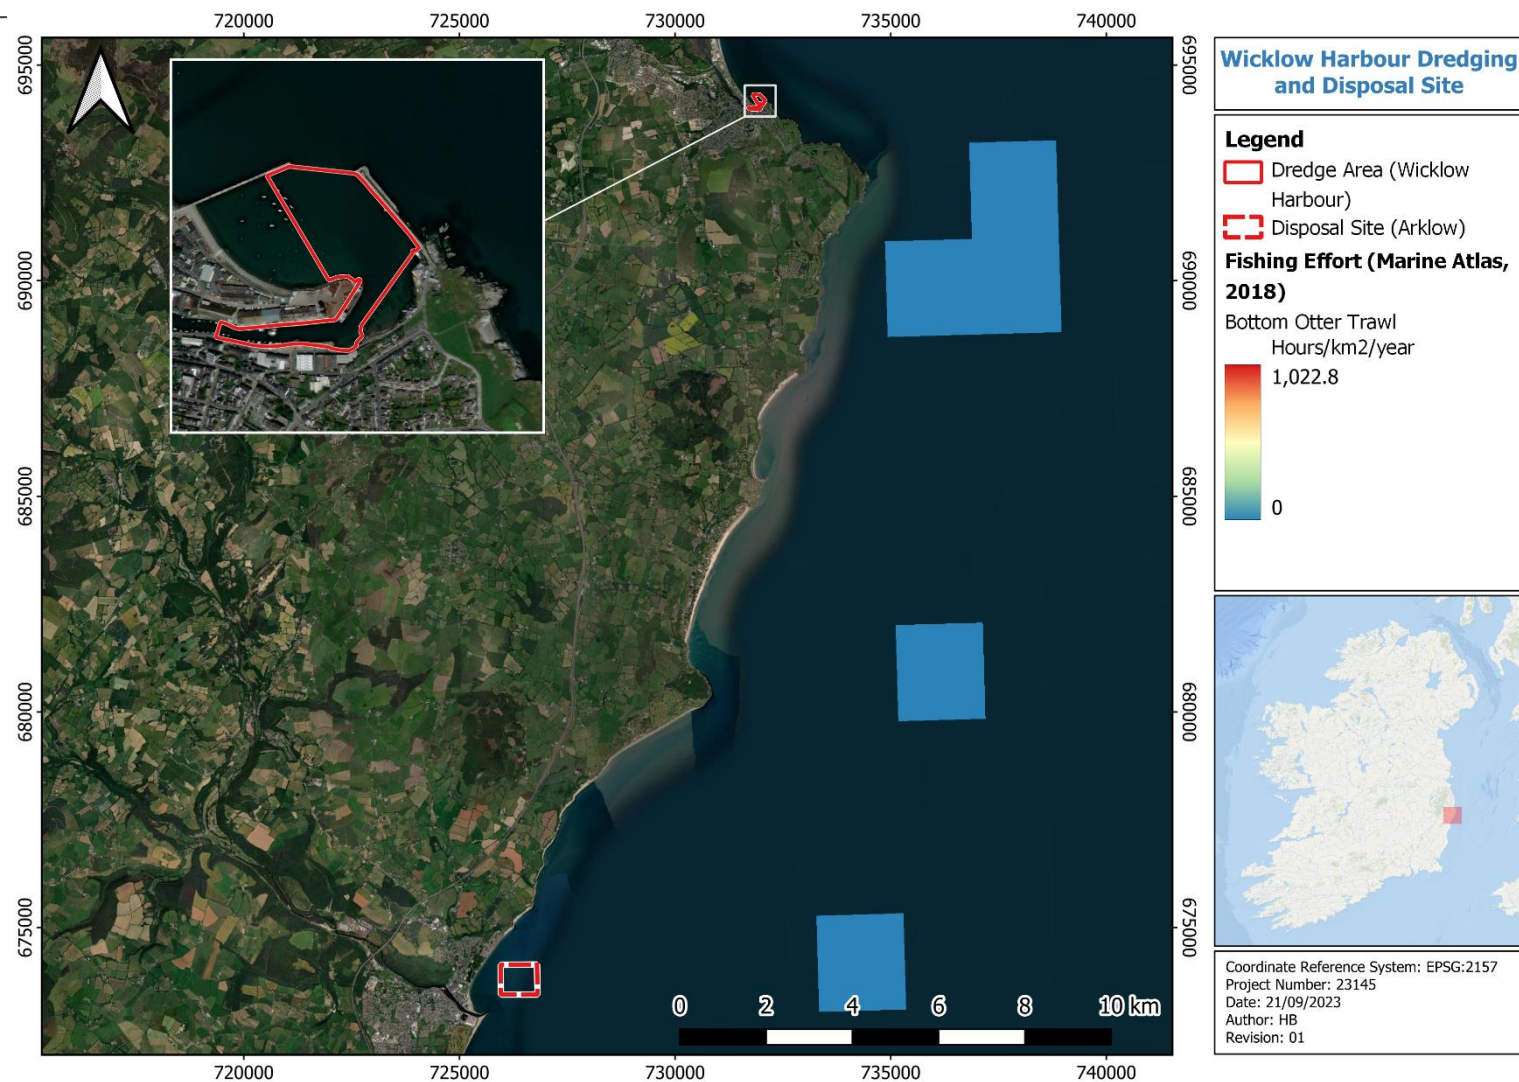 720000 725000 730000 735000 740000
695000
690000
685000
680000
675000
695000
690000
685000
680000
675000
0 2 4 6 8 10 km
720000 725000 730000 735000 740000
Wicklow Harbour Dredging
and Disposal Site
Legend
Dredge Area (Wicklow
Harbour)
Disposal Site (Arklow)
Fishing Effort (Marine Atlas,
2018)
Bottom Otter Trawl
Hours/km2/year
1,022.8
0
Coordinate Reference System: EPSG:2157
Project Number: 23145
Date: 21/09/2023
Author: HB
Revision: 01